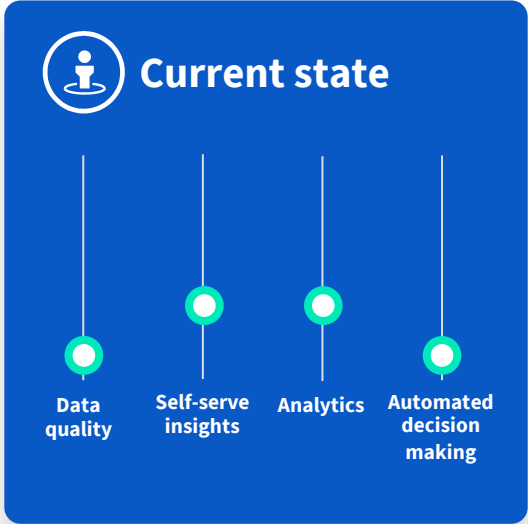 Current state
Data
quality
Self-serve
insights
Analytics
Automated
decision
making